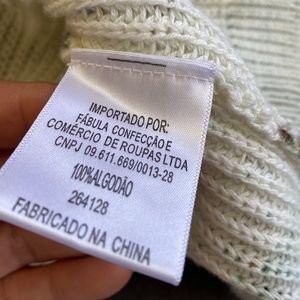 IMPORTADO POR:
FÁBULA CONFECÇÃO E
COMÉRCIO DE ROUPAS LTDA
CNPJ 09.611.669/0013-28
100%ALGODÃO
264128
FABRICADO NA CHINA